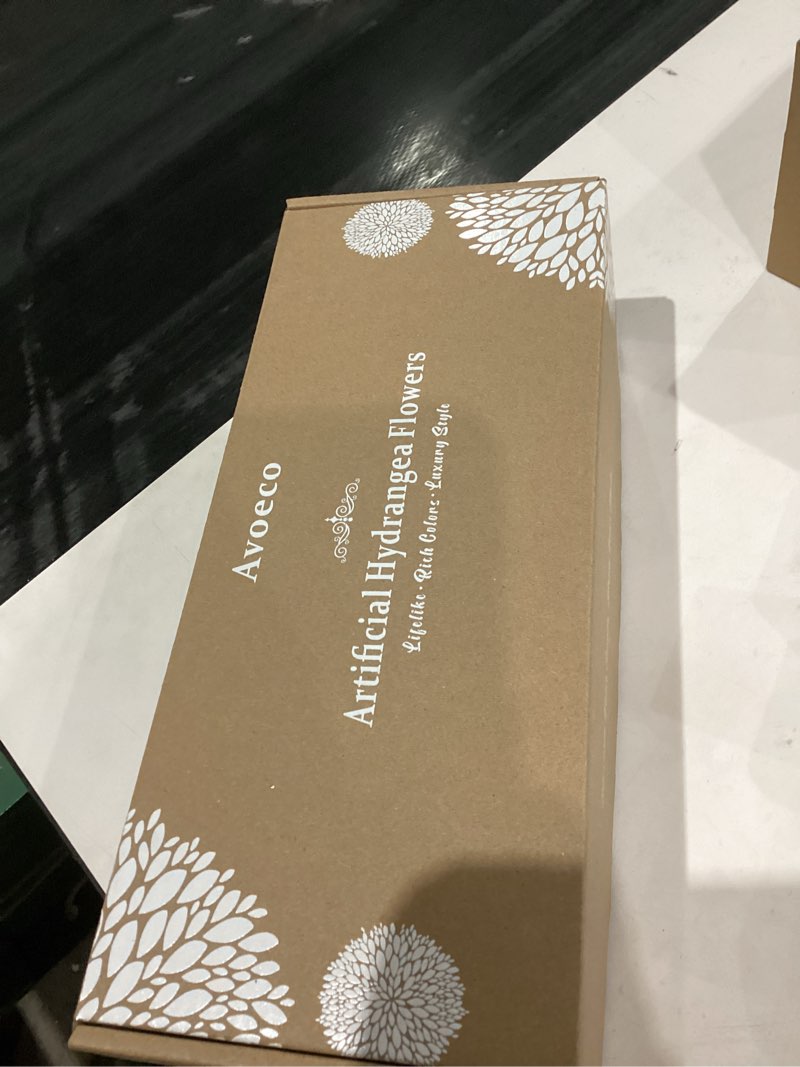 Avoeco
Artificial Hydrangea Flowers
Lifelike · Rich Colors · Luxury Style